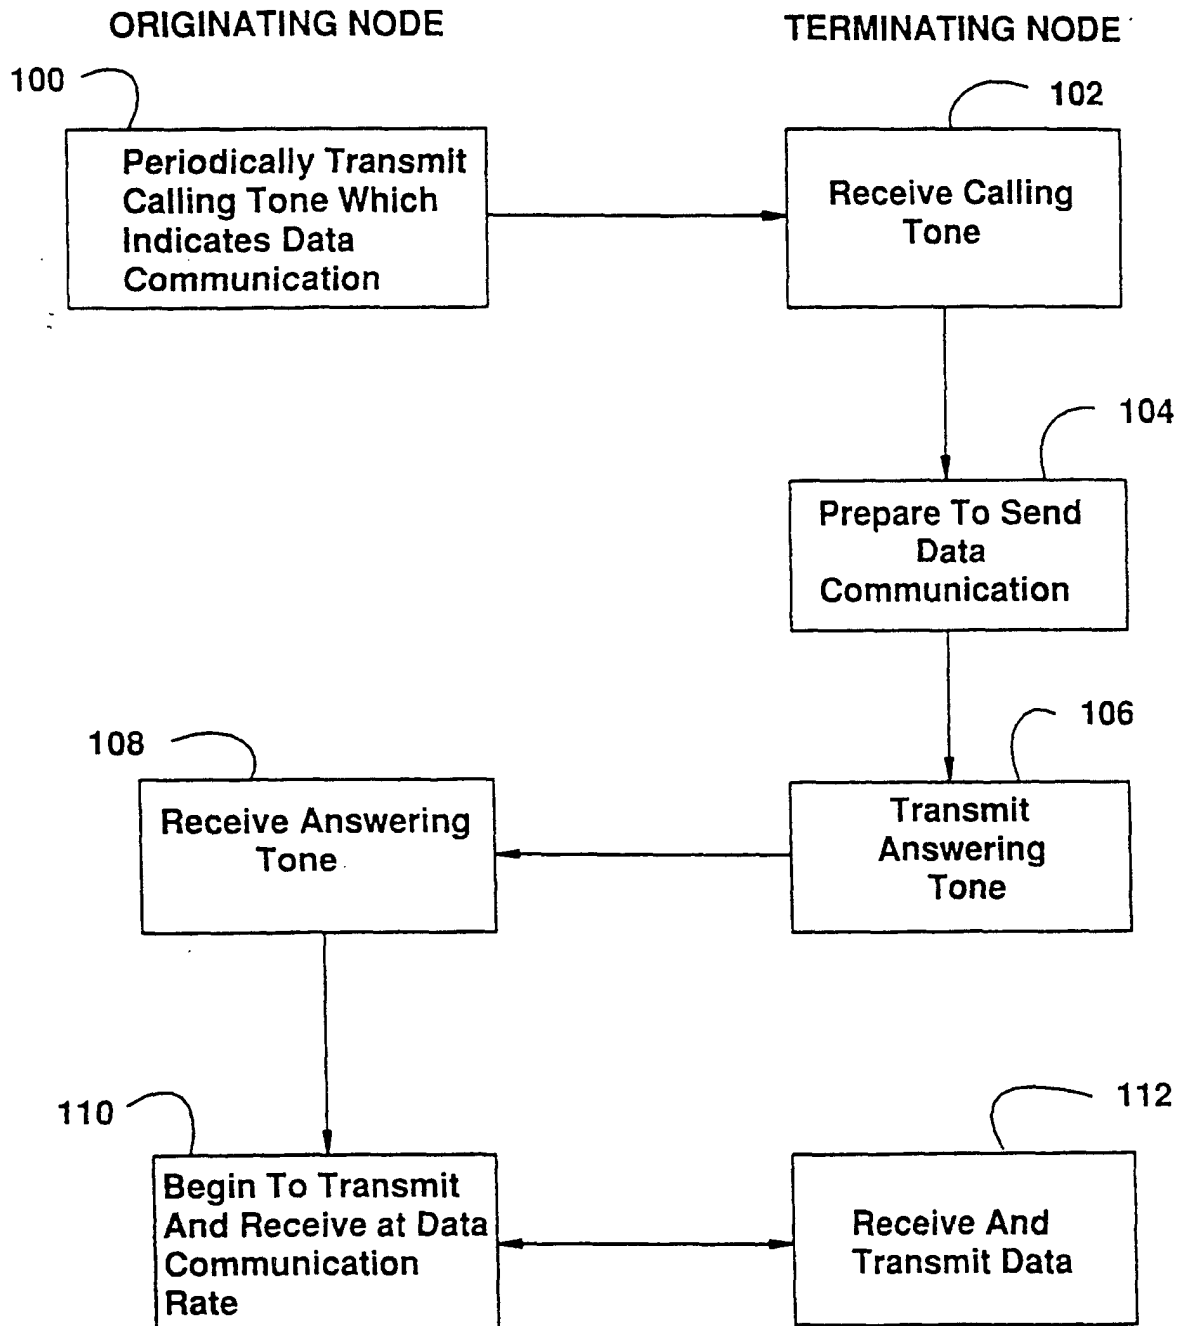 ORIGINATING NODE
TERMINATING NODE
100
102
Periodically Transmit
Calling Tone Which
Indicates Data
Communication
Receive Calling
Tone
104
Prepare To Send
Data
Communication
106
108
Transmit
Answering
Tone
Receive Answering
Tone
110
112
Begin To Transmit
And Receive at Data
Communication
Rate
Receive And
Transmit Data